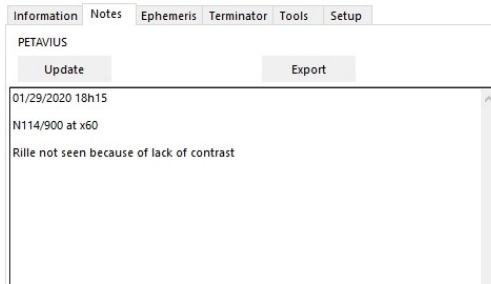 Information Notes Ephemeris Terminator Tools Setup
PETAVIUS
Update Export
01/29/2020 18h15
N114/900 at x60
Rille not seen because of lack of contrast